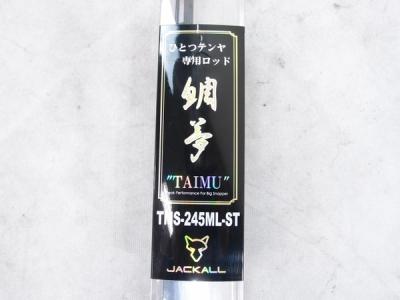 ひとつテンヤ
専用ロッド
鯛夢
"TAIMU"
Peak Performance For Big Snapper
TMS-245ML-ST
JACKALL